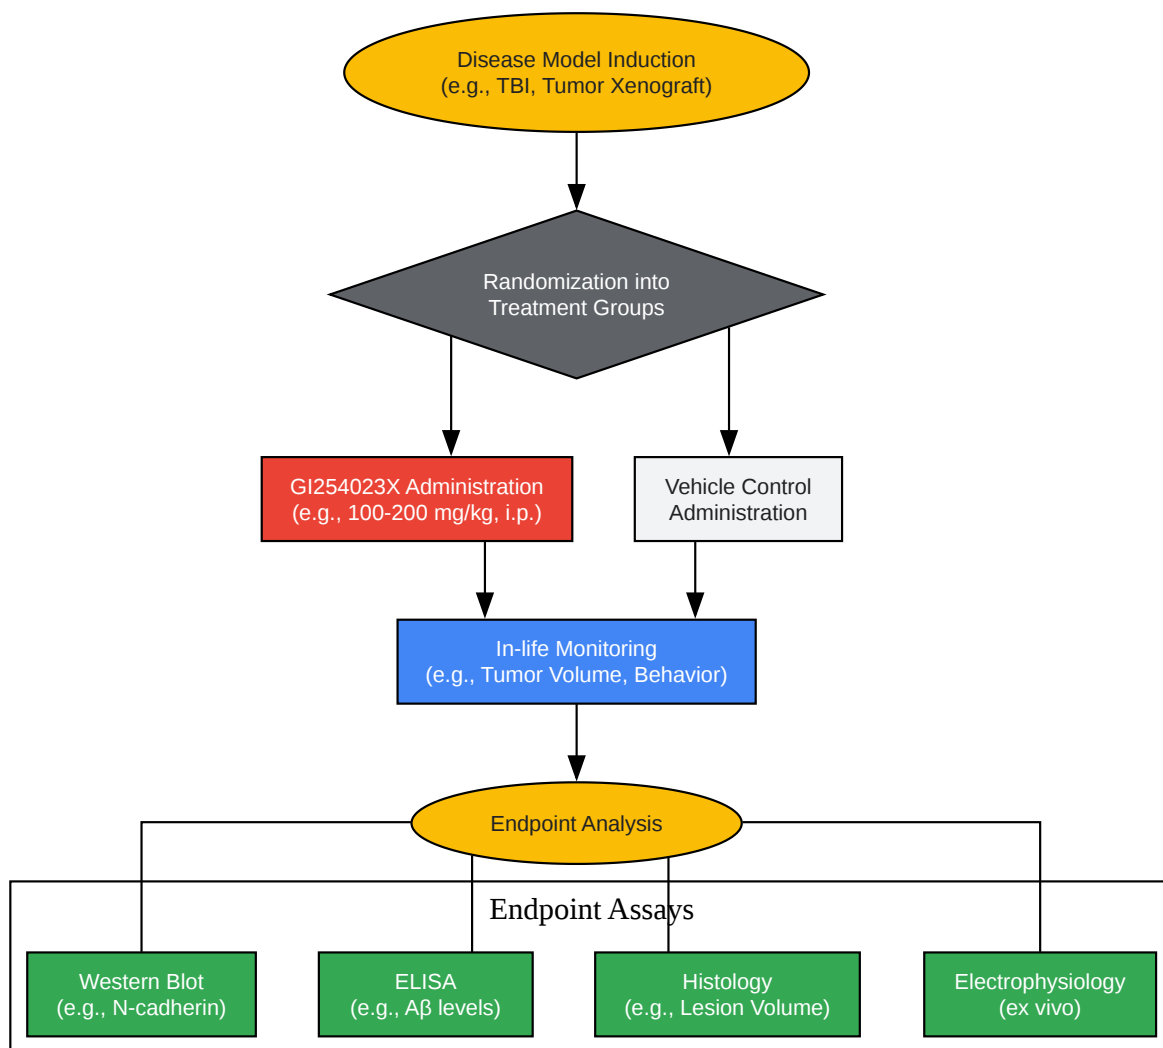 Disease Model Induction
(e.g., TBI, Tumor Xenograft)
Randomization into
Treatment Groups
GI254023X Administration
(e.g., 100-200 mg/kg, i.p.)
Vehicle Control
Administration
In-life Monitoring
(e.g., Tumor Volume, Behavior)
Endpoint Analysis
Endpoint Assays
Western Blot
(e.g., N-cadherin)
ELISA
(e.g., Aβ levels)
Histology
(e.g., Lesion Volume)
Electrophysiology
(ex vivo)